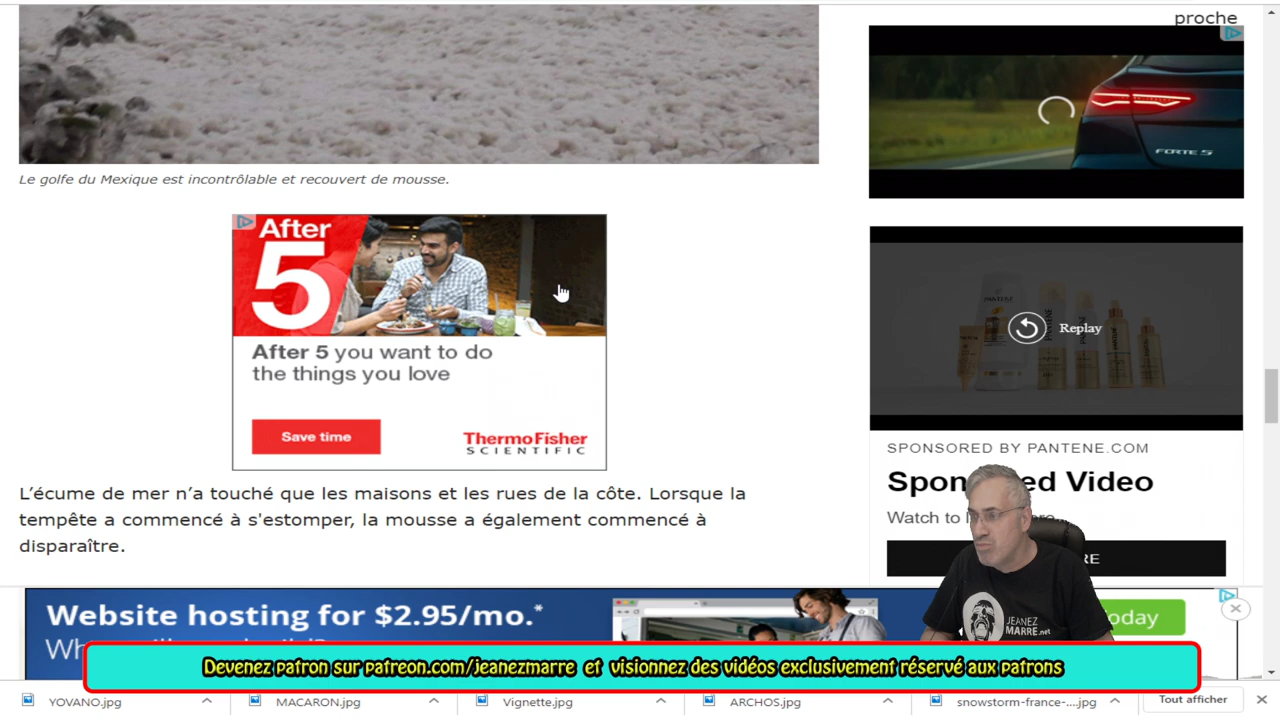 proche
FORTE 5
Le golfe du Mexique est incontrôlable et recouvert de mousse.
After
5
After 5 you want to do
the things you love
Save time
ThermoFisher
SCIENTIFIC
PANTENE
Replay
SPONSORED BY PANTENE.COM
Sponsored Video
Watch to
RE
L’écume de mer n’a touché que les maisons et les rues de la côte. Lorsque la
tempête a commencé à s'estomper, la mousse a également commencé à
disparaître.
Website hosting for $2.95/mo.*
oday
JEANEZ
MARRE.net
Devenez patron sur patreon.com/jeanezmarre et visionnez des vidéos exclusivement réservé aux patrons
YOVANO.jpg
MACARON.jpg
Vignette.jpg
ARCHOS.jpg
snowstorm-france-....jpg
Tout afficher